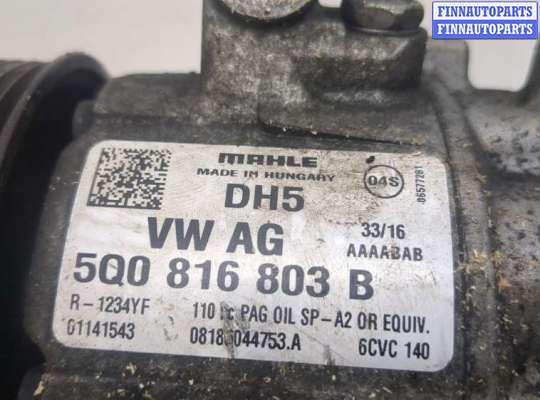 FINNAUTOPARTS
FINNAUTOPARTS
MAHLE
MADE IN HUNGARY
04S
DH5
VW AG
33/16
AAAABAB
5Q0 816 803 B
R-1234YF
110 PAG OIL SP-A2 OR EQUIV.
01141543
6CVC 140